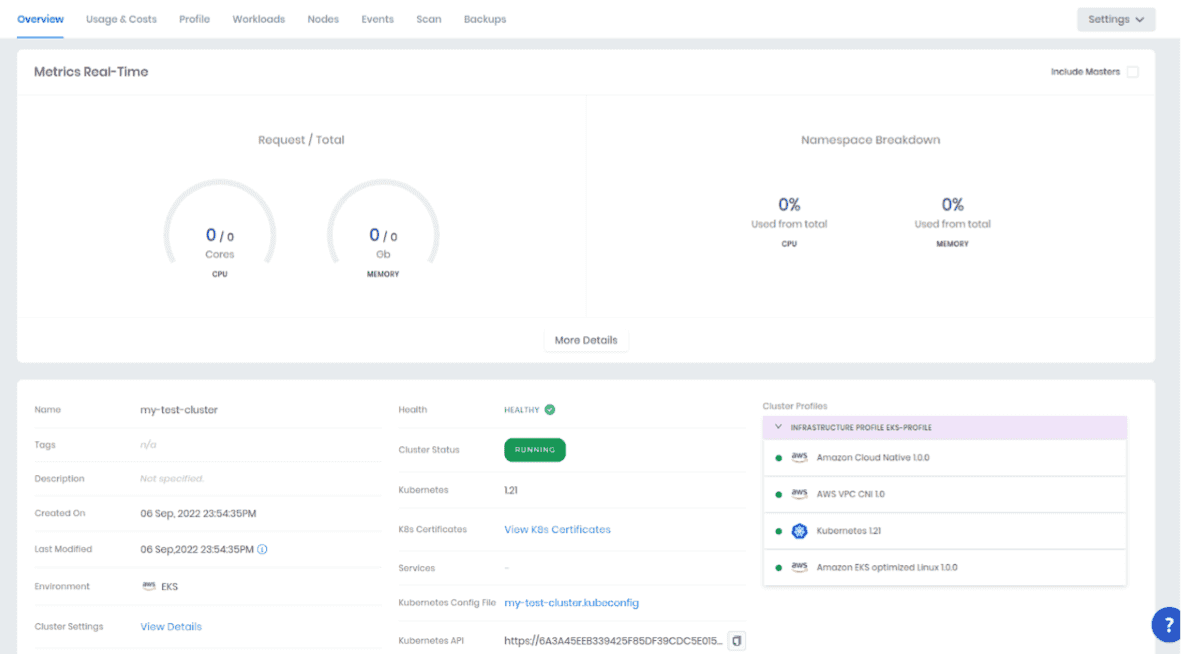 Overview Usage & Costs Profile Workloads Nodes Events Scan Backups Settings
Metrics Real-Time Include Masters
Request / Total Namespace Breakdown
0 / 0 0 / 0 0% 0%
Cores Gb Used from total Used from total
CPU MEMORY CPU MEMORY
More Details
Name my-test-cluster
Tags n/a
Description Not specified.
Created On 06 Sep, 2022 23:54:35PM
Last Modified 06 Sep,2022 23:54:35PM
Environment aws EKS
Cluster Settings View Details
Health HEALTHY
Cluster Status RUNNING
Kubernetes 1.21
K8s Certificates View K8s Certificates
Services -
Kubernetes Config File my-test-cluster.kubeconfig
Kubernetes API https://6A3A45EEB339425F85DF39CDC5E015...
Cluster Profiles
INFRASTRUCTURE PROFILE EKS-PROFILE
aws Amazon Cloud Native 1.0.0
aws AWS VPC CNI 1.0
Kubernetes 1.21
aws Amazon EKS optimized Linux 1.0.0
?